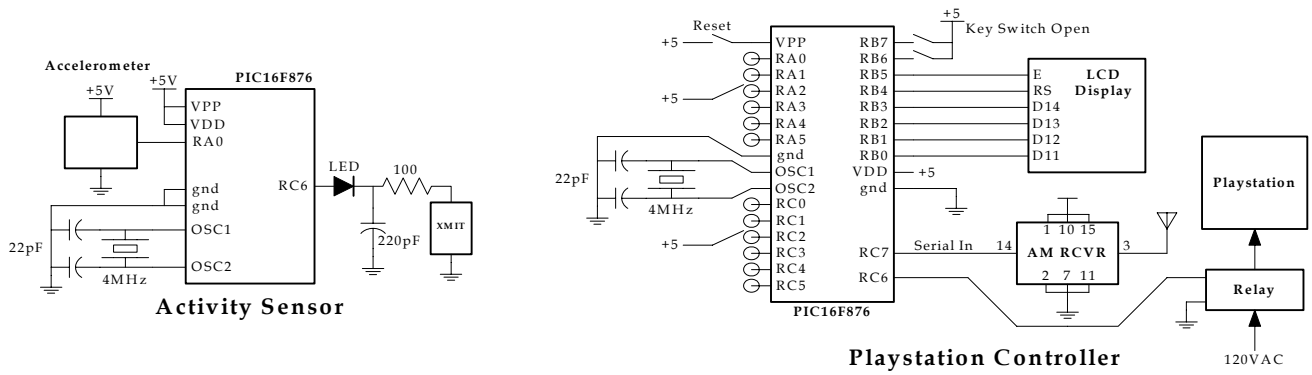 Accelerometer
+5V
+5V
PIC16F876
VPP
VDD
RA0
gnd
gnd
OSC1
OSC2
RC6
LED
100
220pF
XMIT
22pF
4MHz
Activity Sensor
Reset
+5
+5
+5
22pF
4MHz
VPP
RA0
RA1
RA2
RA3
RA4
RA5
gnd
OSC1
OSC2
RC0
RC1
RC2
RC3
RC4
RC5
RB7
RB6
RB5
RB4
RB3
RB2
RB1
RB0
VDD
gnd
RC7
RC6
PIC16F876
+5
Key Switch Open
+5
E
RS
D14
D13
D12
D11
LCD
Display
Serial In
14
1 10 15
AM RCVR
2 7 11
3
Playstation
Relay
120VAC
Playstation Controller